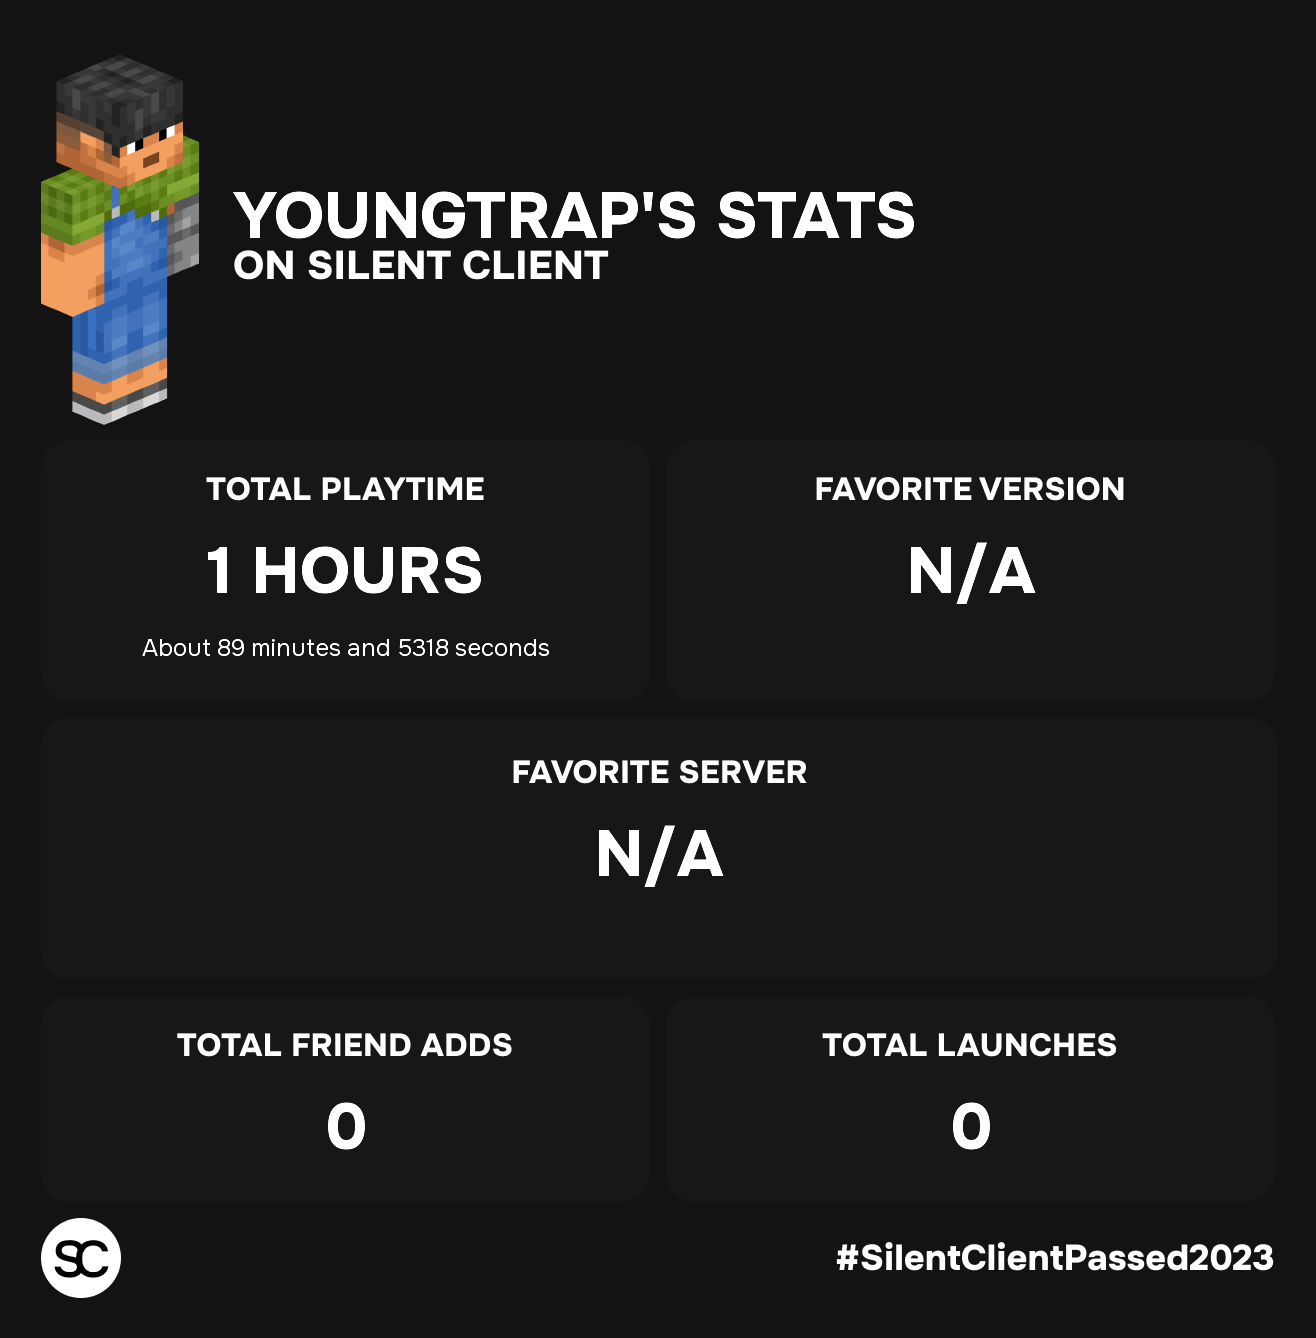 YOUNGTRAP'S STATS
ON SILENT CLIENT
TOTAL PLAYTIME
1 HOURS
About 89 minutes and 5318 seconds
FAVORITE VERSION
N/A
FAVORITE SERVER
N/A
TOTAL FRIEND ADDS
0
TOTAL LAUNCHES
0
SC
#SilentClientPassed2023